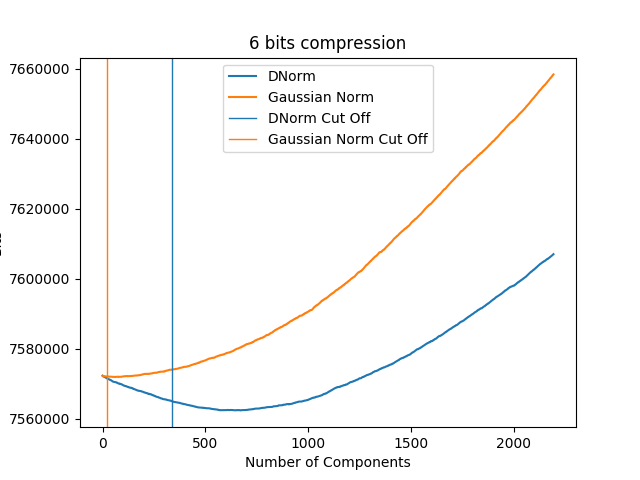 6 bits compression
7660000
7640000
7620000
7600000
7580000
7560000
DNorm
Gaussian Norm
DNorm Cut Off
Gaussian Norm Cut Off
0
500
1000
1500
2000
Number of Components